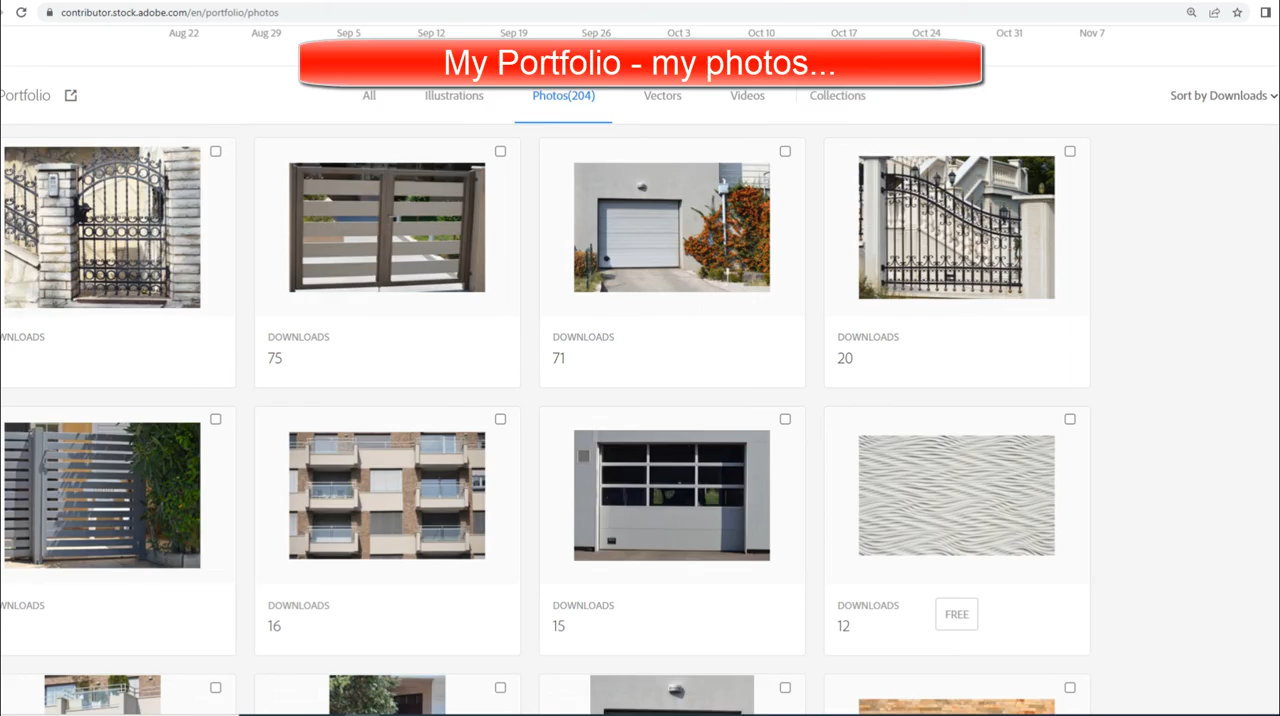 contributor.stock.adobe.com/en/portfolio/photos
Aug 22 Aug 29 Sep 5 Sep 12 Sep 19 Sep 26 Oct 3 Oct 10 Oct 17 Oct 24 Oct 31 Nov 7
My Portfolio - my photos...
Portfolio All Illustrations Photos(204) Vectors Videos Collections Sort by Downloads
WNLOADS DOWNLOADS DOWNLOADS DOWNLOADS
75 71 20
WNLOADS DOWNLOADS DOWNLOADS DOWNLOADS FREE
16 15 12